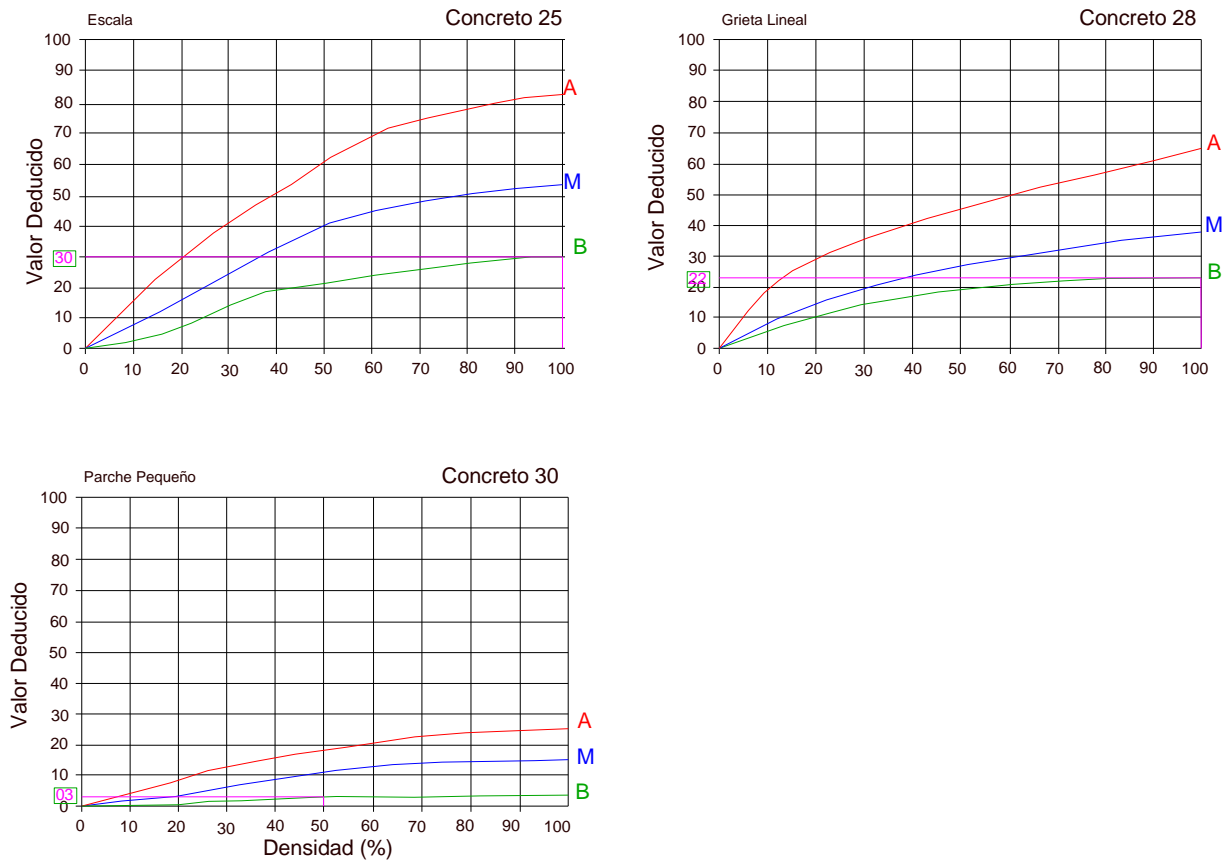 Escala
Concreto 25
100
90
80
70
60
50
40
30
20
10
0
Valor Deducido
30
A
M
B
0 10 20 30 40 50 60 70 80 90 100
Grieta Lineal
Concreto 28
100
90
80
70
60
50
40
30
20
10
0
Valor Deducido
22
A
M
B
0 10 20 30 40 50 60 70 80 90 100
Parche Pequeño
Concreto 30
100
90
80
70
60
50
40
30
20
10
0
Valor Deducido
03
A
M
B
0 10 20 30 40 50 60 70 80 90 100
Densidad (%)